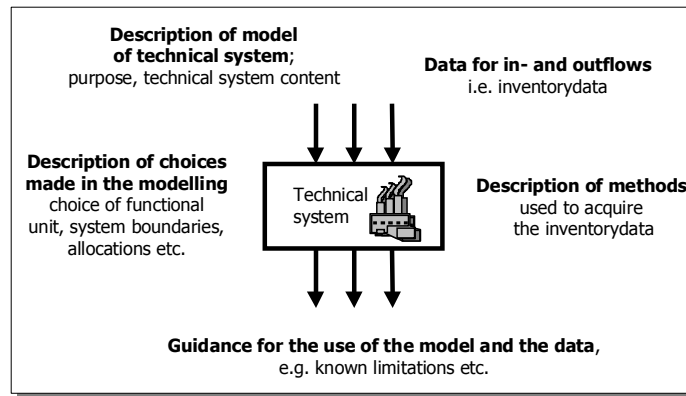 Description of model
of technical system;
purpose, technical system content
Data for in- and outflows
i.e. inventorydata
Description of choices
made in the modelling
choice of functional
unit, system boundaries,
allocations etc.
Technical
system
Description of methods
used to acquire
the inventorydata
Guidance for the use of the model and the data,
e.g. known limitations etc.